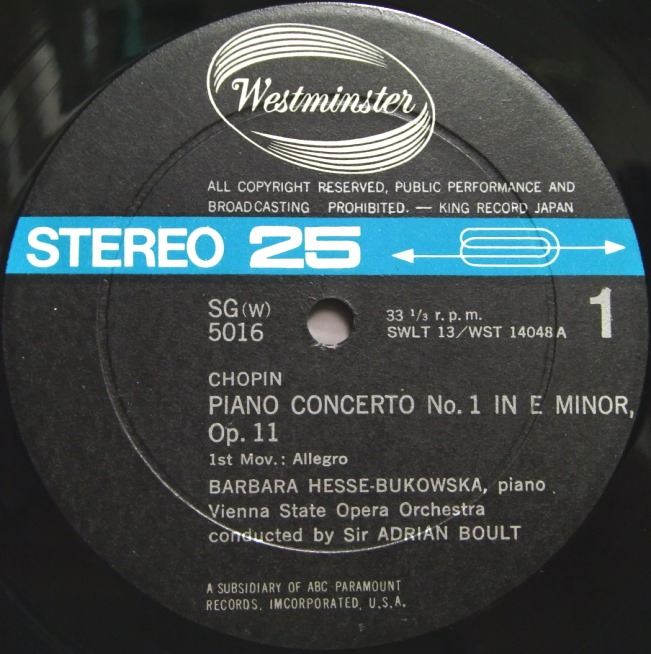 Westminster
ALL COPYRIGHT RESERVED, PUBLIC PERFORMANCE AND
BROADCASTING PROHIBITED. — KING RECORD JAPAN
STEREO 25
SG(W)
5016
33 1/3 r.p.m.
SWLT 13/WST 14048A
1
CHOPIN
PIANO CONCERTO No.1 IN E MINOR,
Op.11
1st Mov.: Allegro
BARBARA HESSE-BUKOWSKA, piano
Vienna State Opera Orchestra
conducted by Sir ADRIAN BOULT
A SUBSIDIARY OF ABC PARAMOUNT
RECORDS, IMCORPORATED, U.S.A.